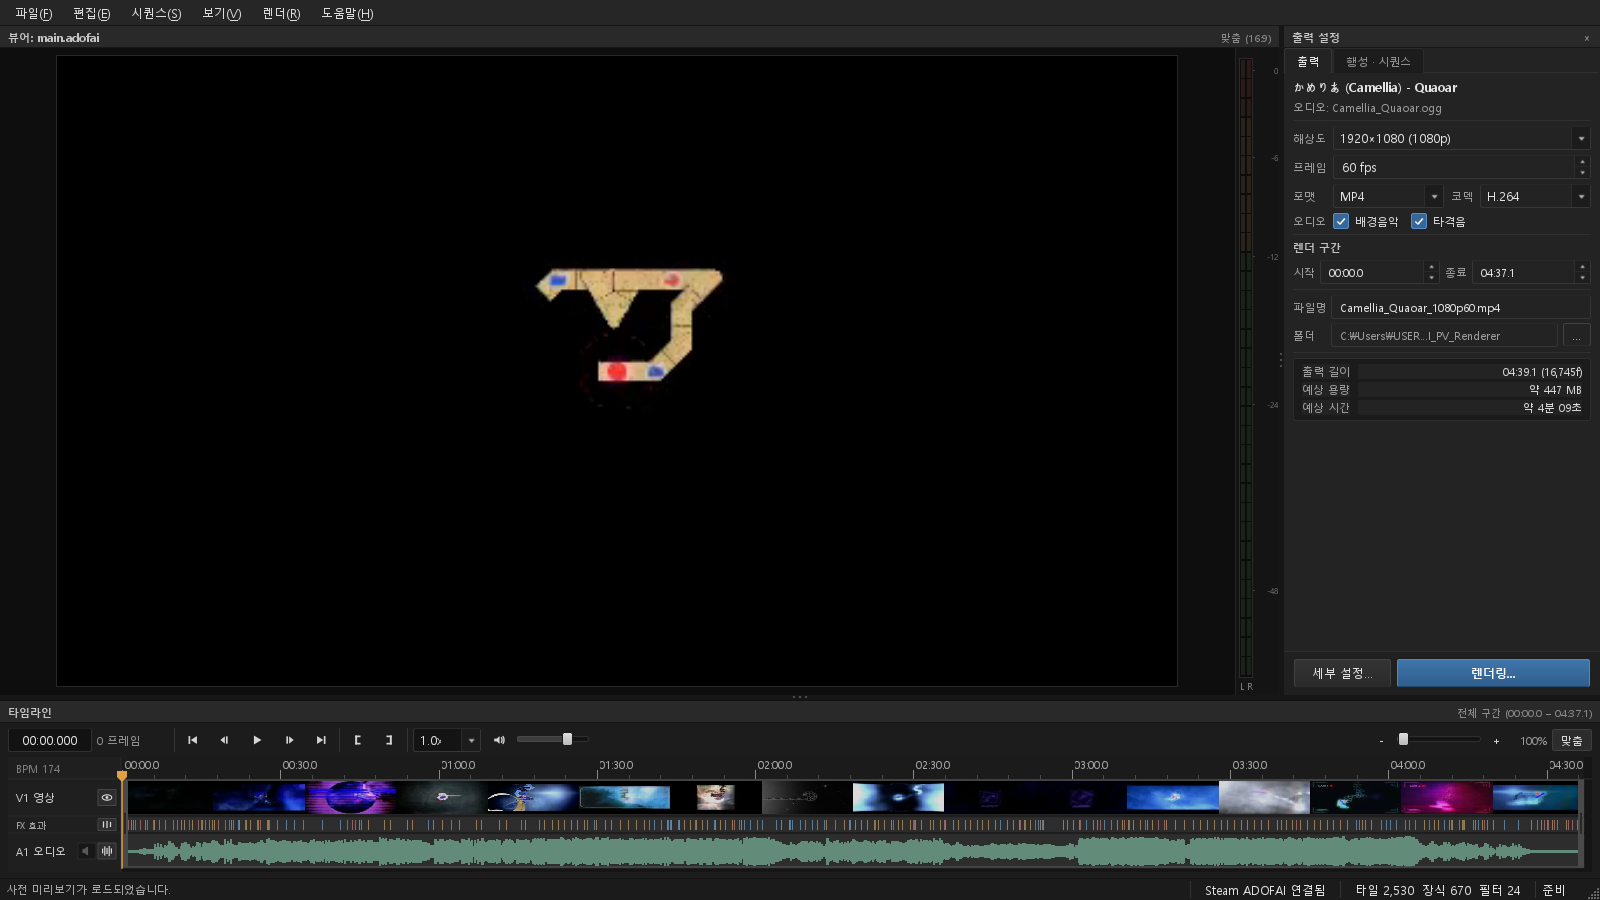 파일(F) 편집(E) 시퀀스(S) 보기(V) 렌더(R) 도움말(H)
뷰어: main.adofai 맞춤 (16:9)
출력 설정 ×
출력 행성 · 시퀀스
かめりあ (Camellia) - Quaoar
오디오: Camellia_Quaoar.ogg
해상도 1920×1080 (1080p)
프레임 60 fps
포맷 MP4 코덱 H.264
오디오 배경음악 타격음
렌더 구간
시작 00:00.0 종료 04:37.1
파일명 Camellia_Quaoar_1080p60.mp4
폴더 C:₩Users₩USER...I_PV_Renderer ...
출력 길이 04:39.1 (16,745f)
예상 용량 약 447 MB
예상 시간 약 4분 09초
0
-6
-12
-24
-48
L R
세부 설정... 렌더링...
타임라인 전체 구간 (00:00.0 – 04:37.1)
00:00.000 0 프레임 1.0× - + 100% 맞춤
BPM 174 00:00.0 00:30.0 01:00.0 01:30.0 02:00.0 02:30.0 03:00.0 03:30.0 04:00.0 04:30.0
V1 영상
FX 효과
A1 오디오
사전 미리보기가 로드되었습니다. Steam ADOFAI 연결됨 타일 2,530 장식 670 필터 24 준비